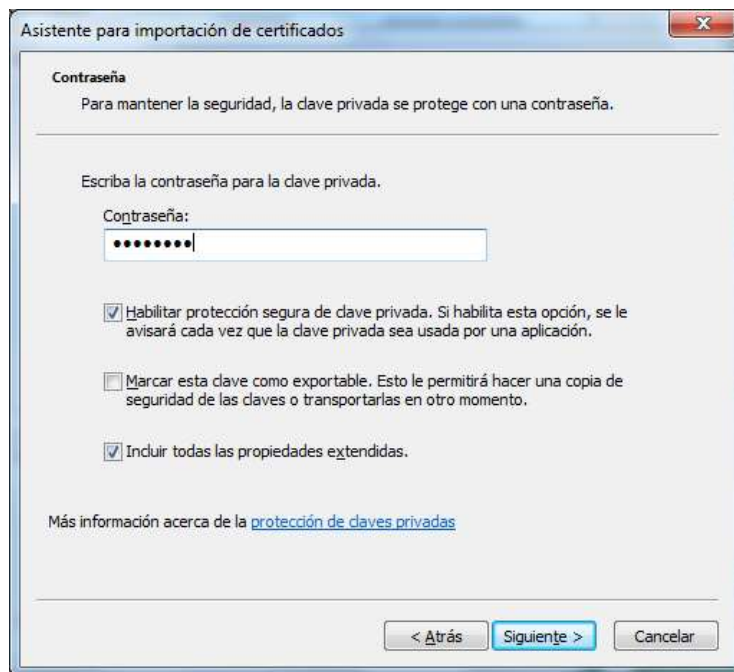 Asistente para importación de certificados
Contraseña
Para mantener la seguridad, la clave privada se protege con una contraseña.
Escriba la contraseña para la clave privada.
Contraseña:
••••••••
Habilitar protección segura de clave privada. Si habilita esta opción, se le
avisará cada vez que la clave privada sea usada por una aplicación.
Marcar esta clave como exportable. Esto le permitirá hacer una copia de
seguridad de las claves o transportarlas en otro momento.
Incluir todas las propiedades extendidas.
Más información acerca de la protección de claves privadas
< Atrás Siguiente > Cancelar